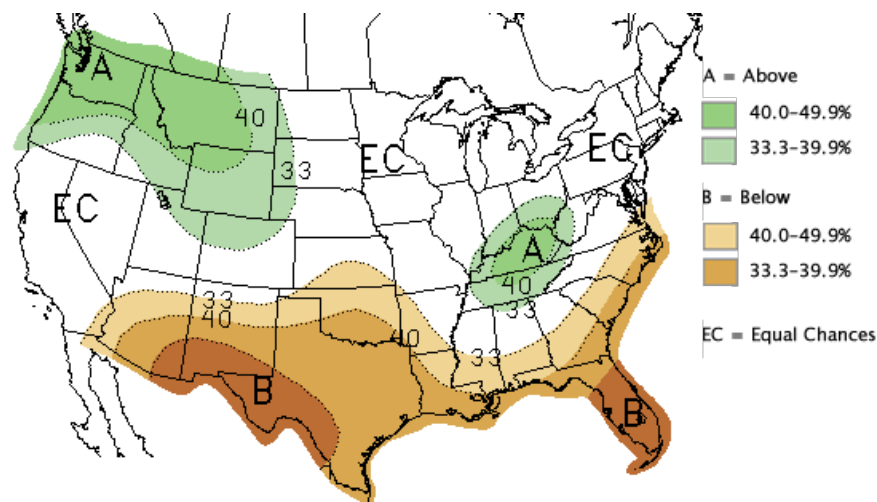 A
40
33
EC
EC
EC
A
40
33
33
40
40
33
B
B
A = Above
40.0-49.9%
33.3-39.9%
B = Below
40.0-49.9%
33.3-39.9%
EC = Equal Chances